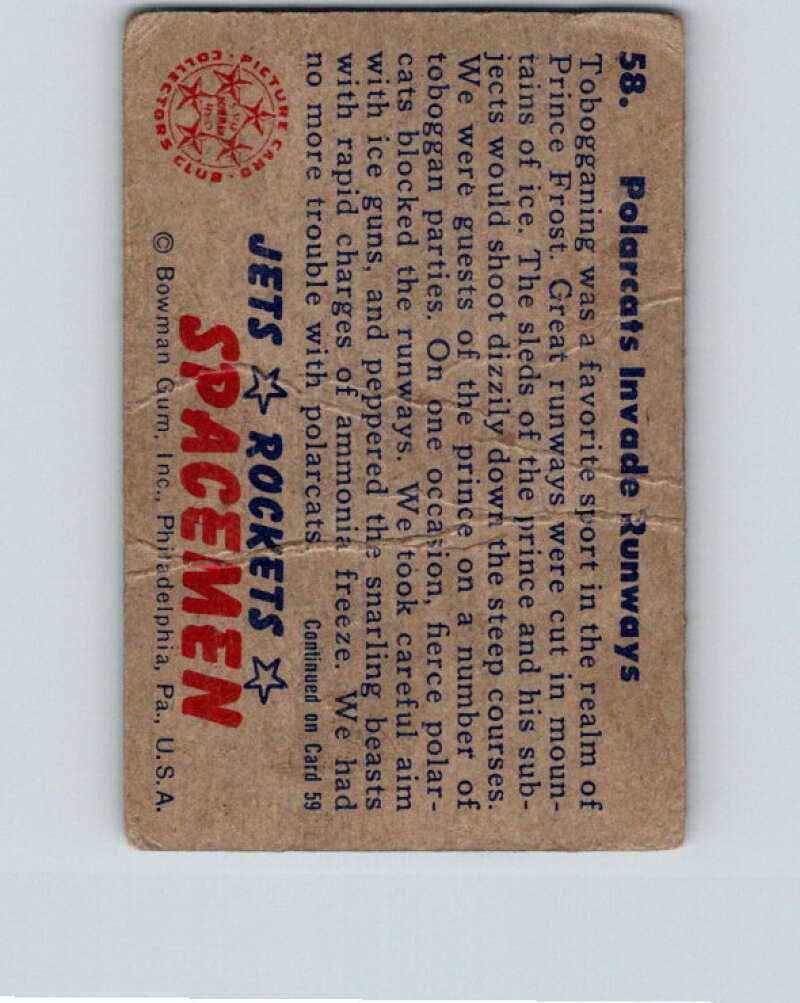 58. Polarcats Invade Runways
Tobogganing was a favorite sport in the realm of
Prince Frost. Great runways were cut in moun-
tains of ice. The sleds of the prince and his sub-
jects would shoot dizzily down the steep courses.
We were guests of the prince on a number of
toboggan parties. On one occasion, fierce polar-
cats blocked the runways. We took careful aim
with ice guns, and peppered the snarling beasts
with rapid charges of ammonia freeze. We had
no more trouble with polarcats.
Continued on Card 59
JETS ☆ ROCKETS ☆
SPACEMEN
© Bowman Gum, Inc., Philadelphia, Pa., U.S.A.
PICTURE CARD COLLECTORS CLUB